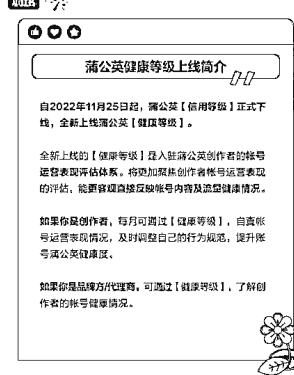 蒲公英健康等级上线简介
自2022年11月25日起，蒲公英【信用等级】正式下
线，全新上线蒲公英【健康等级】。
全新上线的【健康等级】是入驻蒲公英创作者的帐号
运营表现评估体系。将更加聚焦创作者帐号运营表现
的评估，能更客观直接反映帐号内容及流量健康情况。
如果你是创作者，每月可通过【健康等级】，自查帐
号运营表现情况，及时调整自己的行为规范，提升账
号蒲公英健康度。
如果你是品牌方/代理商，可通过【健康等级】，了解创
作者的帐号健康情况。